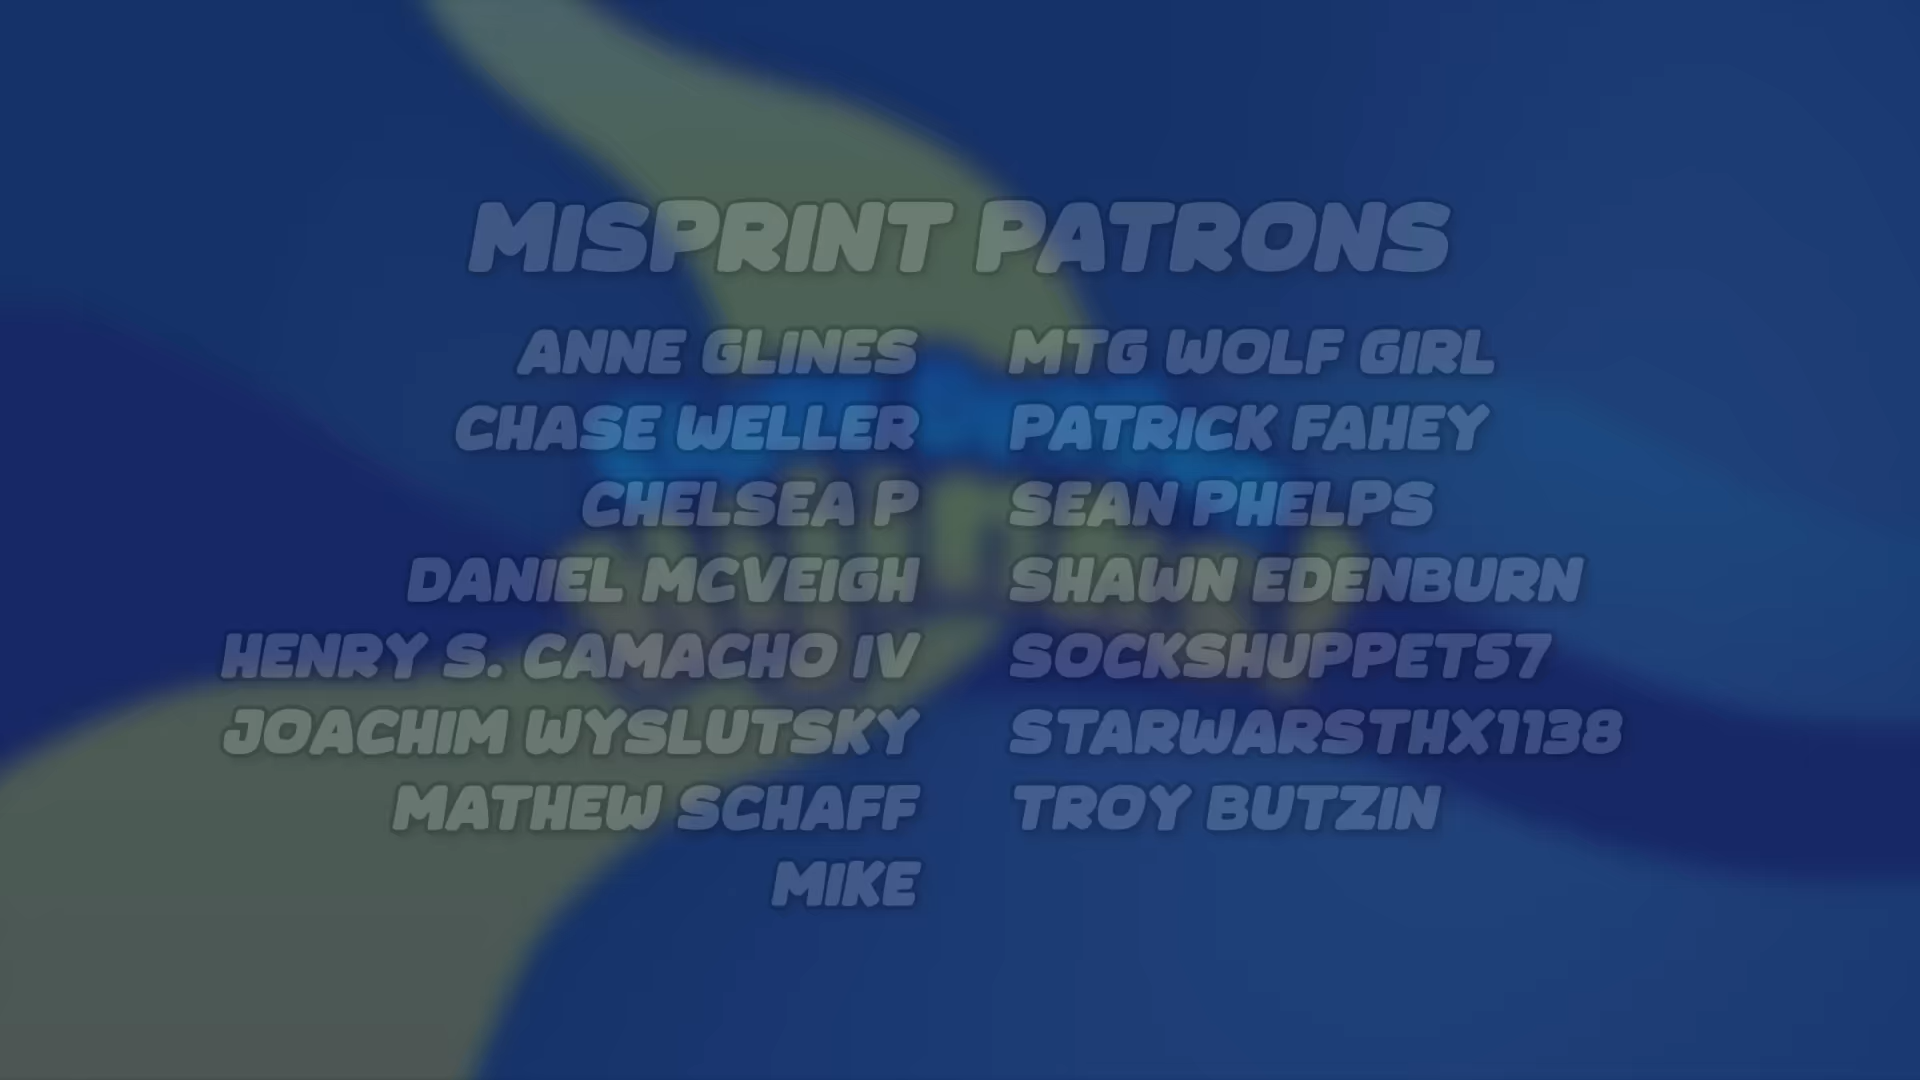 MISPRINT PATRONS
ANNE GLINES
CHASE WELLER
CHELSEA P
DANIEL MCVEIGH
HENRY S. CAMACHO IV
JOACHIM WYSLUTSKY
MATHEW SCHAFF
MIKE
MTG WOLF GIRL
PATRICK FAHEY
SEAN PHELPS
SHAWN EDENBURN
SOCKSHUPPET57
STARWARSTHX1138
TROY BUTZIN